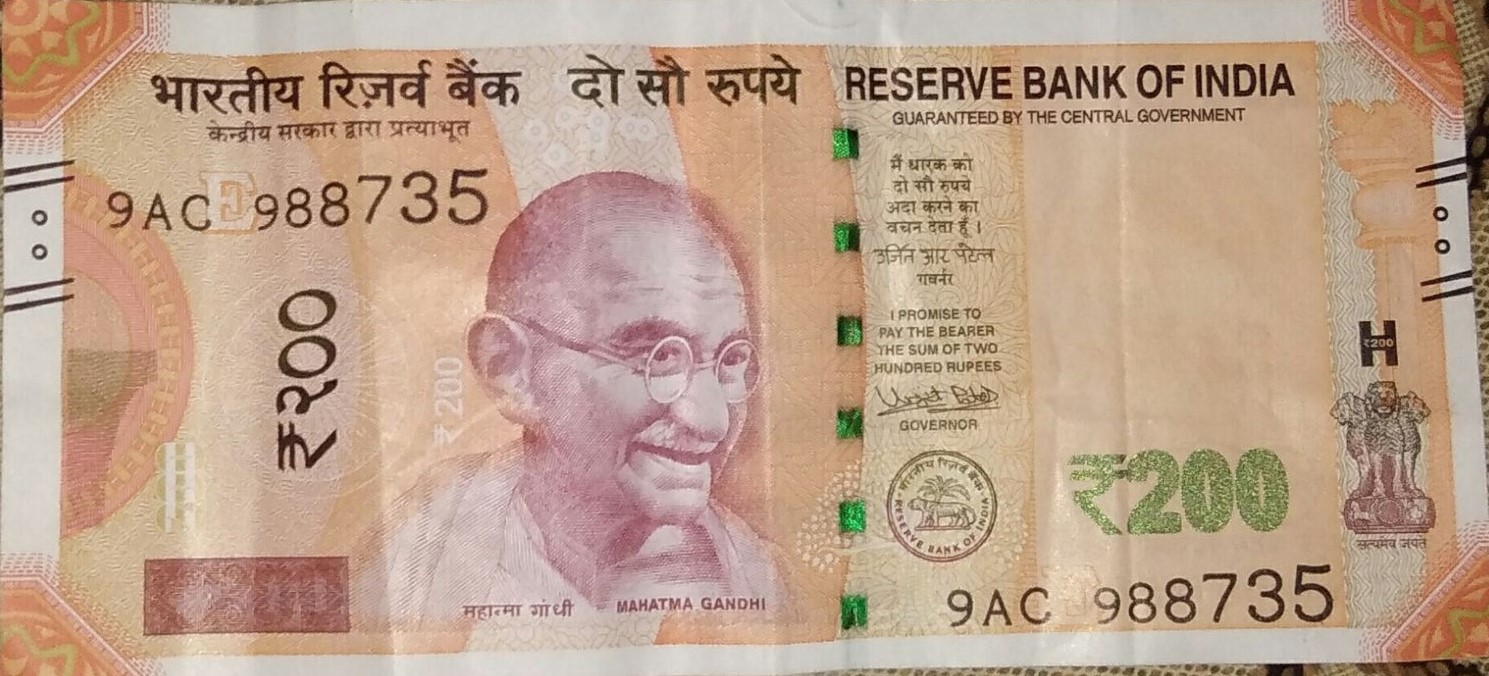 भारतीय रिज़र्व बैंक दो सौ रुपये RESERVE BANK OF INDIA
केन्द्रीय सरकार द्वारा प्रत्याभूत
GUARANTEED BY THE CENTRAL GOVERNMENT
9AC 988735
E
₹२००
₹200
मैं धारक को
दो सौ रुपये
अदा करने का
वचन देता हूँ।
उर्जित आर पटेल
गवर्नर
I PROMISE TO
PAY THE BEARER
THE SUM OF TWO
HUNDRED RUPEES
GOVERNOR
भारतीय रिज़र्व बैंक
RESERVE BANK OF INDIA
H
₹200
₹200
सत्यमेव जयते
महात्मा गांधी MAHATMA GANDHI
9AC 988735